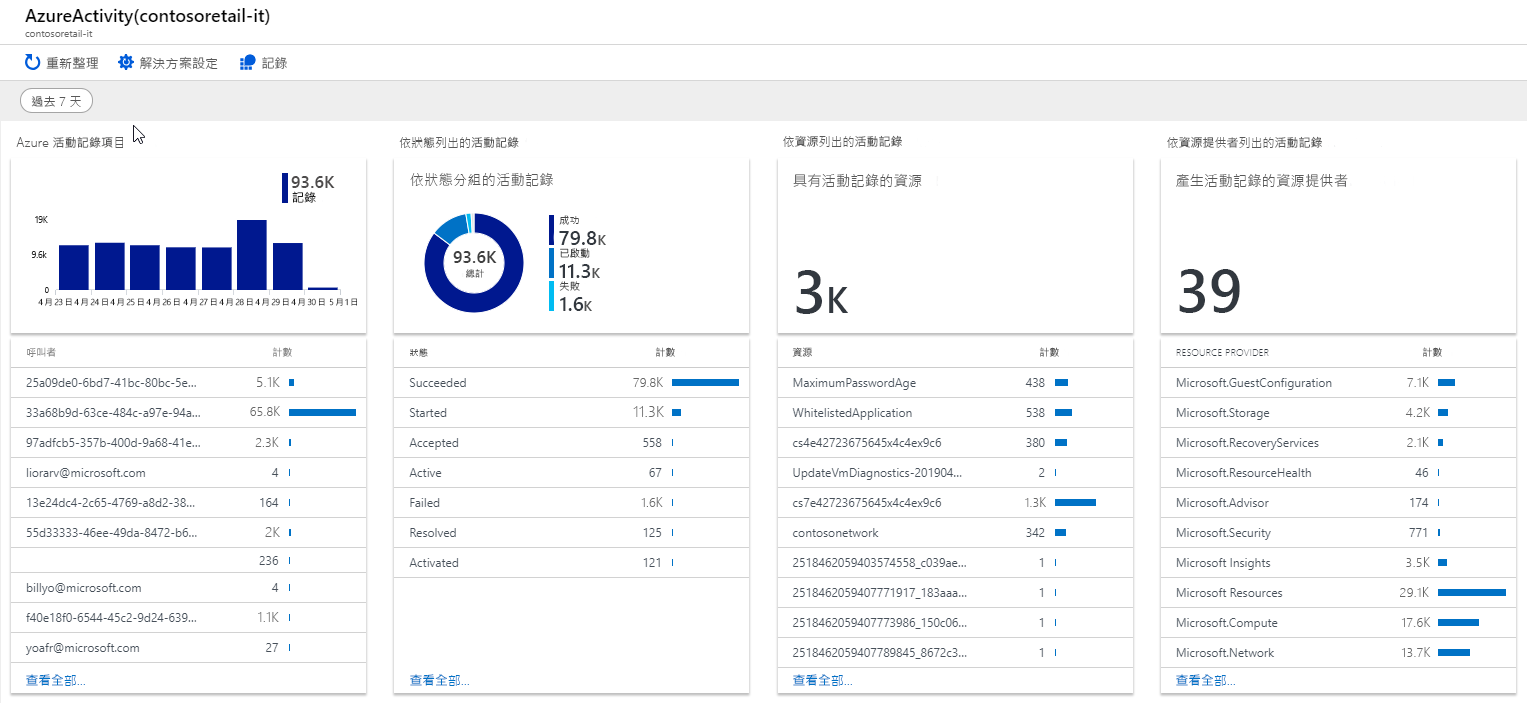 AzureActivity(contosoretail-it)
contosoretail-it
重新整理 解決方案設定 記錄
過去 7 天
Azure 活動記錄項目
93.6K
記錄
19K
9.6k
0
4 月 23 日 4 月 24 日 4 月 25 日 4 月 26 日 4 月 27 日 4 月 28 日 4 月 29 日 4 月 30 日 5 月 1 日
呼叫者 計數
25a09de0-6bd7-41bc-80bc-5e... 5.1K
33a68b9d-63ce-484c-a97e-94a... 65.8K
97adfcb5-357b-400d-9a68-41e... 2.3K
liorarv@microsoft.com 4
13e24dc4-2c65-4769-a8d2-38... 164
55d33333-46ee-49da-8472-b6... 2K
236
billyo@microsoft.com 4
f40e18f0-6544-45c2-9d24-639... 1.1K
yoafr@microsoft.com 27
查看全部...
依狀態列出的活動記錄
依狀態分組的活動記錄
93.6K
總計
成功
79.8K
已啟動
11.3K
失敗
1.6K
狀態 計數
Succeeded 79.8K
Started 11.3K
Accepted 558
Active 67
Failed 1.6K
Resolved 125
Activated 121
查看全部...
依資源列出的活動記錄
具有活動記錄的資源
3K
資源 計數
MaximumPasswordAge 438
WhitelistedApplication 538
cs4e42723675645x4c4ex9c6 380
UpdateVmDiagnostics-201904... 2
cs7e42723675645x4c4ex9c6 1.3K
contosonetwork 342
2518462059403574558_c039ae... 1
2518462059407771917_183aaa... 1
2518462059407773986_150c06... 1
2518462059407789845_8672c3... 1
查看全部...
依資源提供者列出的活動記錄
產生活動記錄的資源提供者
39
RESOURCE PROVIDER 計數
Microsoft.GuestConfiguration 7.1K
Microsoft.Storage 4.2K
Microsoft.RecoveryServices 2.1K
Microsoft.ResourceHealth 46
Microsoft.Advisor 174
Microsoft.Security 771
Microsoft Insights 3.5K
Microsoft Resources 29.1K
Microsoft.Compute 17.6K
Microsoft.Network 13.7K
查看全部...